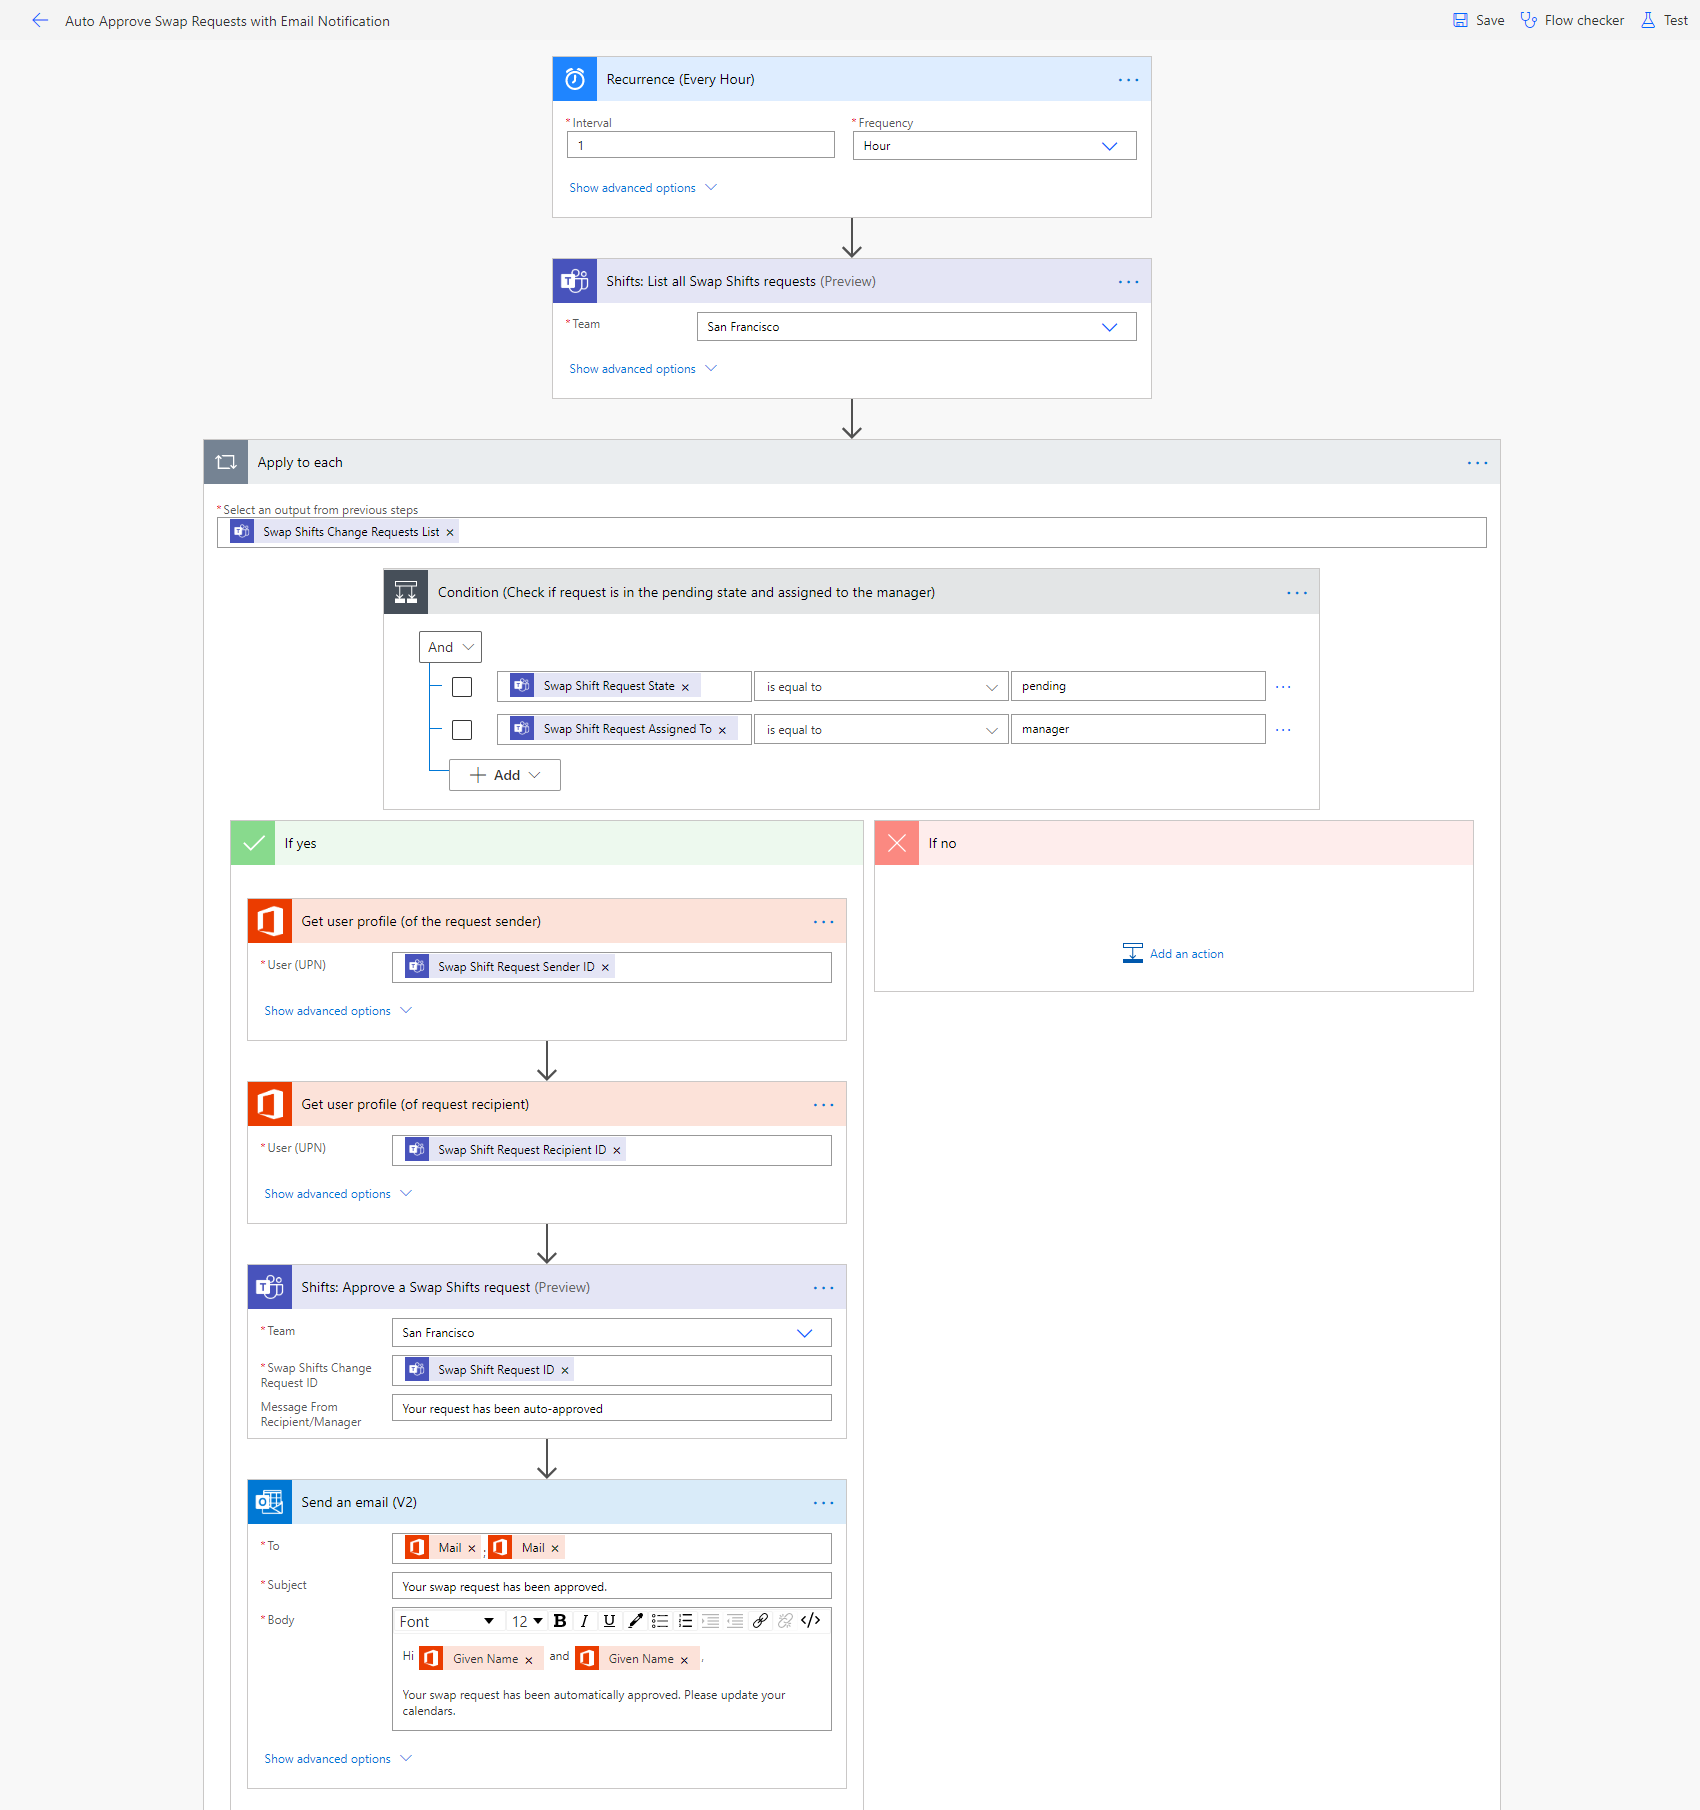 Auto Approve Swap Requests with Email Notification
Save
Flow checker
Test
Recurrence (Every Hour)
* Interval
* Frequency
1
Hour
Show advanced options
Shifts: List all Swap Shifts requests (Preview)
* Team
San Francisco
Show advanced options
Apply to each
* Select an output from previous steps
Swap Shifts Change Requests List ×
Condition (Check if request is in the pending state and assigned to the manager)
And
Swap Shift Request State ×
is equal to
pending
Swap Shift Request Assigned To ×
is equal to
manager
+ Add
If yes
If no
Add an action
Get user profile (of the request sender)
* User (UPN)
Swap Shift Request Sender ID ×
Show advanced options
Get user profile (of request recipient)
* User (UPN)
Swap Shift Request Recipient ID ×
Show advanced options
Shifts: Approve a Swap Shifts request (Preview)
* Team
San Francisco
* Swap Shifts Change
Request ID
Swap Shift Request ID ×
Message From
Recipient/Manager
Your request has been auto-approved
Send an email (V2)
* To
Mail × ; Mail ×
* Subject
Your swap request has been approved.
* Body
Font 12 B I U </>
Hi Given Name × and Given Name × ,
Your swap request has been automatically approved. Please update your
calendars.
Show advanced options